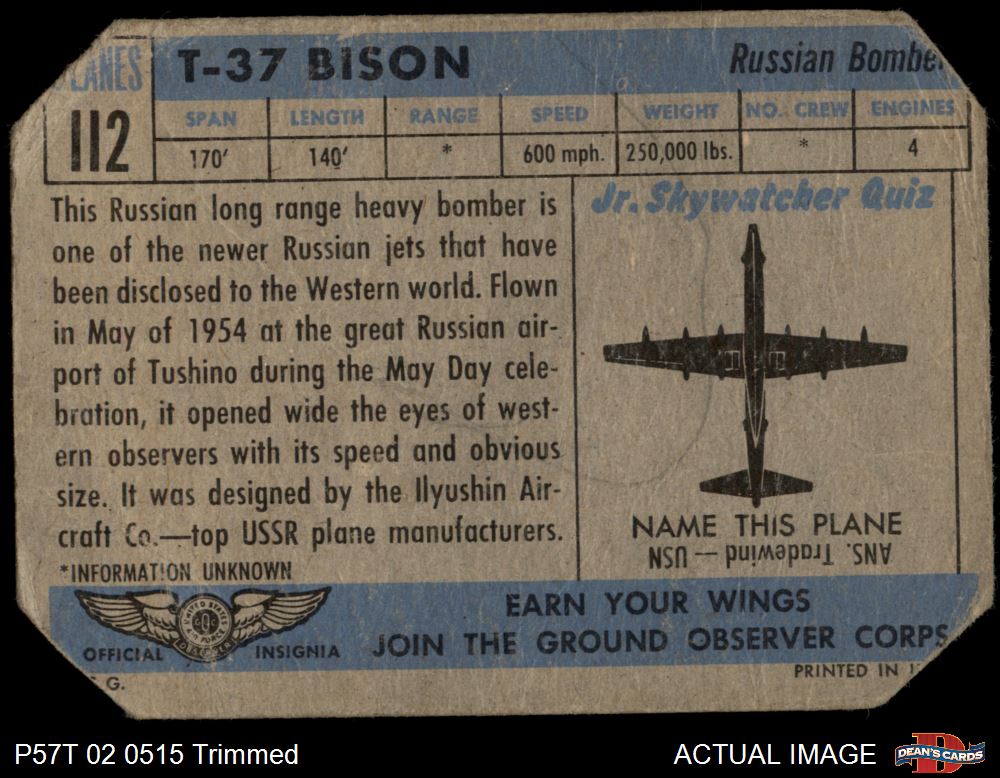 PLANES
112
T-37 BISON
Russian Bomber
SPAN LENGTH RANGE SPEED WEIGHT NO. CREW ENGINES
170′ 140′ * 600 mph. 250,000 lbs. * 4
This Russian long range heavy bomber is
one of the newer Russian jets that have
been disclosed to the Western world. Flown
in May of 1954 at the great Russian air-
port of Tushino during the May Day cele-
bration, it opened wide the eyes of west-
ern observers with its speed and obvious
size. It was designed by the Ilyushin Air-
craft Co.—top USSR plane manufacturers.
*INFORMATION UNKNOWN
Jr. Skywatcher Quiz
NAME THIS PLANE
ANS. Tradewind — USN
OFFICIAL
UNITED STATES
AIR FORCE
GOC
INSIGNIA
EARN YOUR WINGS
JOIN THE GROUND OBSERVER CORPS
G.
PRINTED IN
P57T 02 0515 Trimmed
ACTUAL IMAGE
DEAN'S CARDS